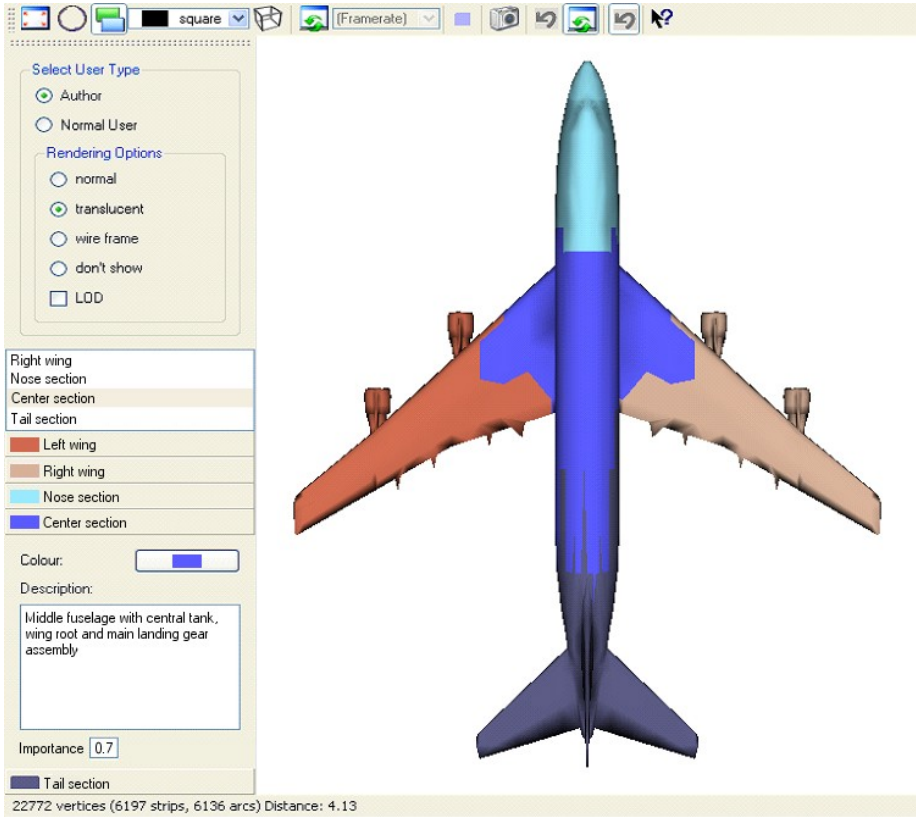 square
(Framerate)
Select User Type
Author
Normal User
Rendering Options
normal
translucent
wire frame
don't show
LOD
Right wing
Nose section
Center section
Tail section
Left wing
Right wing
Nose section
Center section
Colour:
Description:
Middle fuselage with central tank,
wing root and main landing gear
assembly
Importance 0.7
Tail section
22772 vertices (6197 strips, 6136 arcs) Distance: 4.13